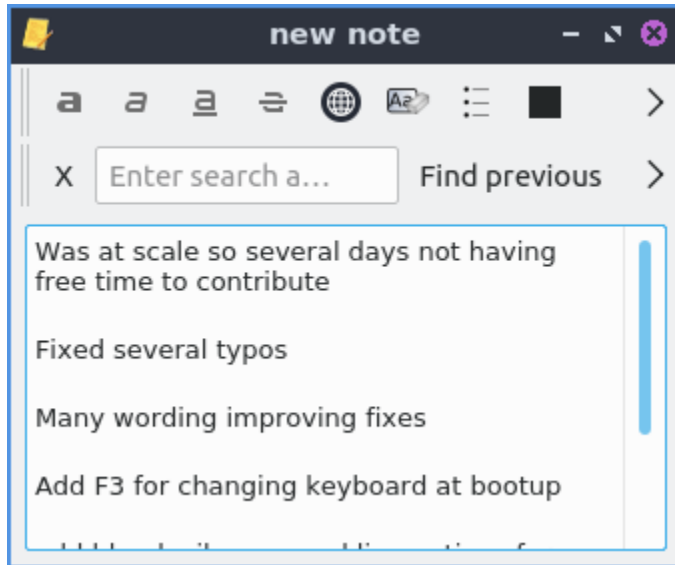 new note
a a a a Aa
X Enter search a... Find previous
Was at scale so several days not having
free time to contribute
Fixed several typos
Many wording improving fixes
Add F3 for changing keyboard at bootup